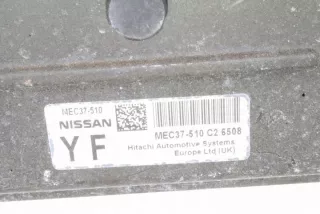 MEC37-510
NISSAN
MEC37-510 C2 6508
YF
Hitachi Automotive Systems
Europe Ltd (UK)